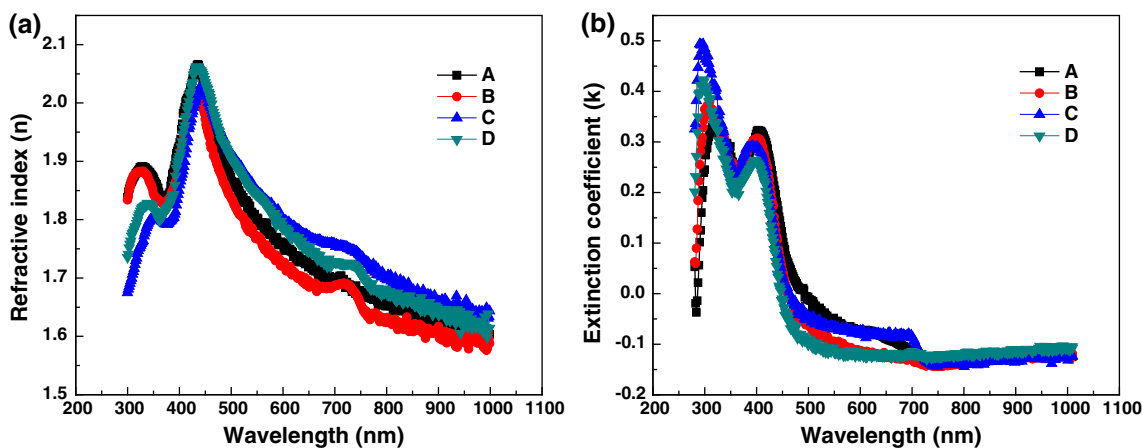 (a)
Refractive index (n)
2.1
2.0
1.9
1.8
1.7
1.6
1.5
A
B
C
D
200 300 400 500 600 700 800 900 1000 1100
Wavelength (nm)
(b)
Extinction coefficient (k)
0.5
0.4
0.3
0.2
0.1
0.0
-0.1
-0.2
A
B
C
D
200 300 400 500 600 700 800 900 1000 1100
Wavelength (nm)